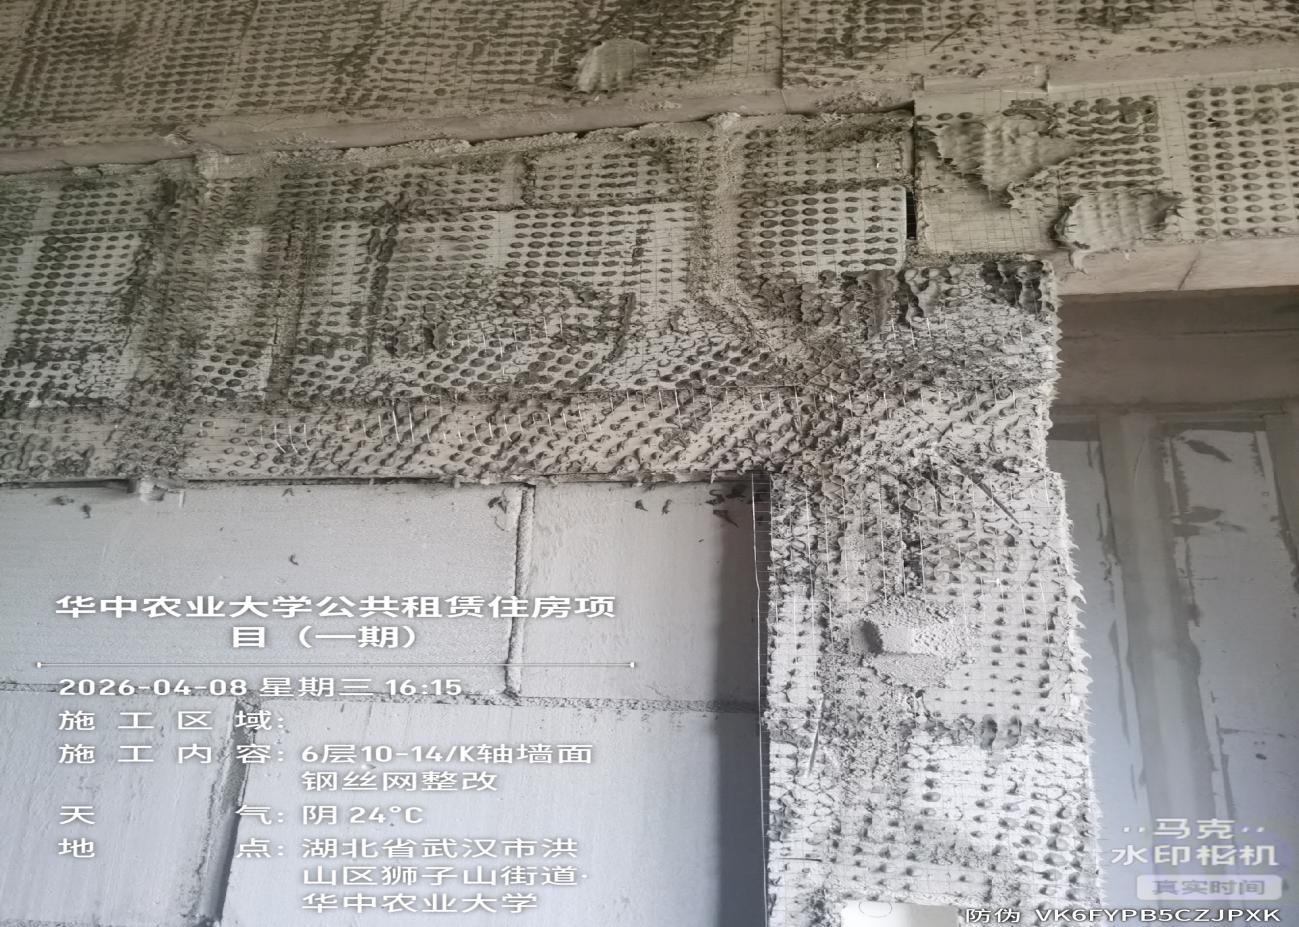 华中农业大学公共租赁住房项
目（一期）
2026-04-08 星期三 16:15
施工区域:
施工内容: 6层10-14/K轴墙面
钢丝网整改
天气: 阴 24°C
地点: 湖北省武汉市洪
山区狮子山街道·
华中农业大学
马克
水印相机
真实时间
防伪 VK6FYPB5CZJPXK